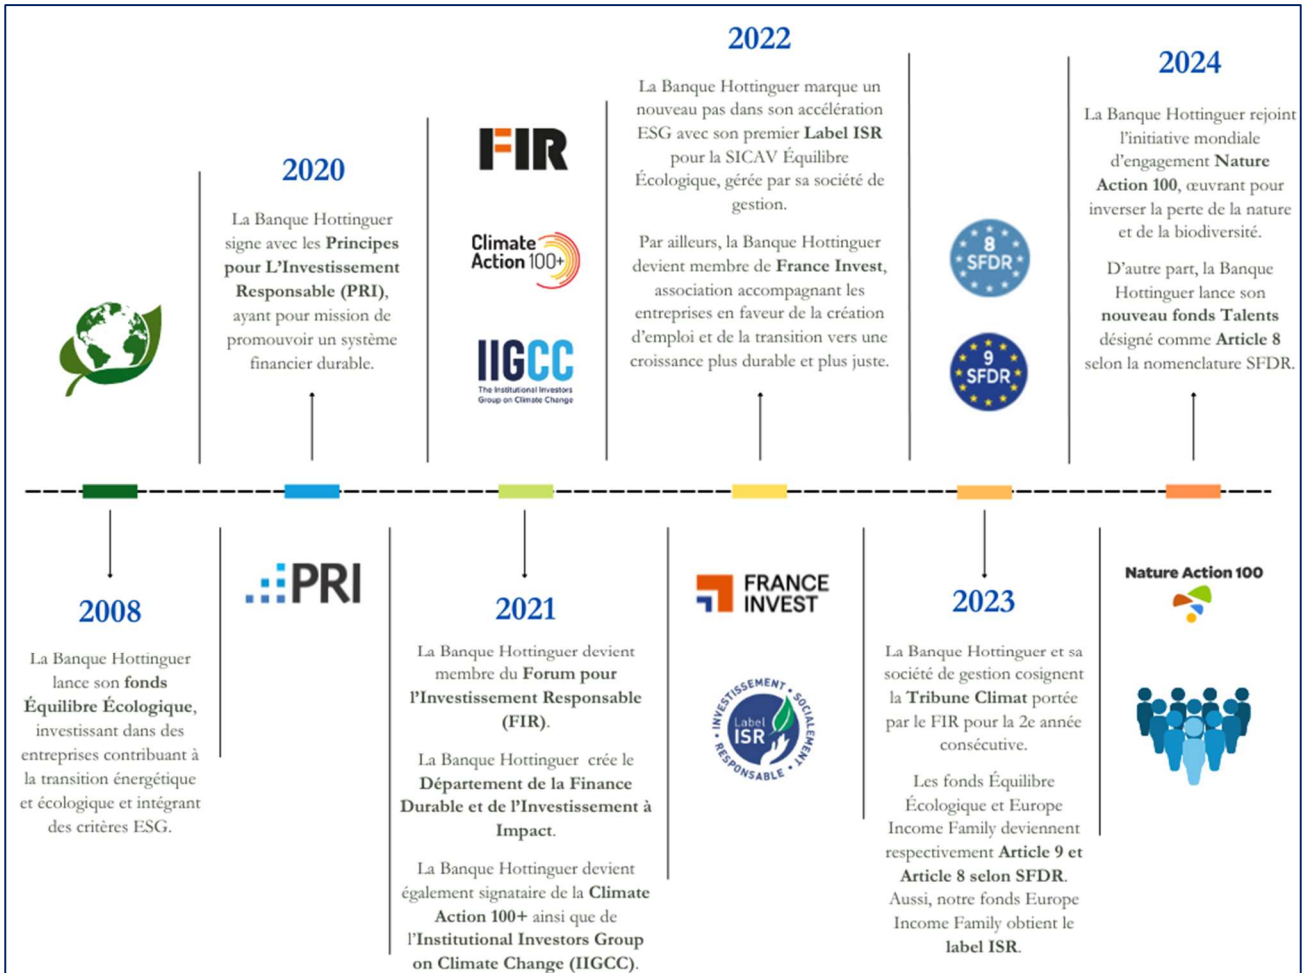 2008
La Banque Hottinguer
lance son fonds
Équilibre Écologique,
investissant dans des
entreprises contribuant à
la transition énergétique
et écologique et intégrant
des critères ESG.
2020
La Banque Hottinguer
signe avec les Principes
pour L'Investissement
Responsable (PRI),
ayant pour mission de
promouvoir un système
financier durable.
PRI
FIR
Climate
Action 100+
IIGCC
The Institutional Investors
Group on Climate Change
2021
La Banque Hottinguer devient
membre du Forum pour
l'Investissement Responsable
(FIR).
La Banque Hottinguer crée le
Département de la Finance
Durable et de l'Investissement à
Impact.
La Banque Hottinguer devient
également signataire de la Climate
Action 100+ ainsi que de
l'Institutional Investors Group
on Climate Change (IIGCC).
2022
La Banque Hottinguer marque un
nouveau pas dans son accélération
ESG avec son premier Label ISR
pour la SICAV Équilibre
Écologique, gérée par sa société de
gestion.
Par ailleurs, la Banque Hottinguer
devient membre de France Invest,
association accompagnant les
entreprises en faveur de la création
d'emploi et de la transition vers une
croissance plus durable et plus juste.
FRANCE
INVEST
INVESTISSEMENT • SOCIALEMENT • RESPONSABLE •
Label
ISR
8
SFDR
9
SFDR
2023
La Banque Hottinguer et sa
société de gestion cosignent
la Tribune Climat portée
par le FIR pour la 2e année
consécutive.
Les fonds Équilibre
Écologique et Europe
Income Family deviennent
respectivement Article 9 et
Article 8 selon SFDR.
Aussi, notre fonds Europe
Income Family obtient le
label ISR.
2024
La Banque Hottinguer rejoint
l'initiative mondiale
d'engagement Nature
Action 100, œuvrant pour
inverser la perte de la nature
et de la biodiversité.
D'autre part, la Banque
Hottinguer lance son
nouveau fonds Talents
désigné comme Article 8
selon la nomenclature SFDR.
Nature Action 100